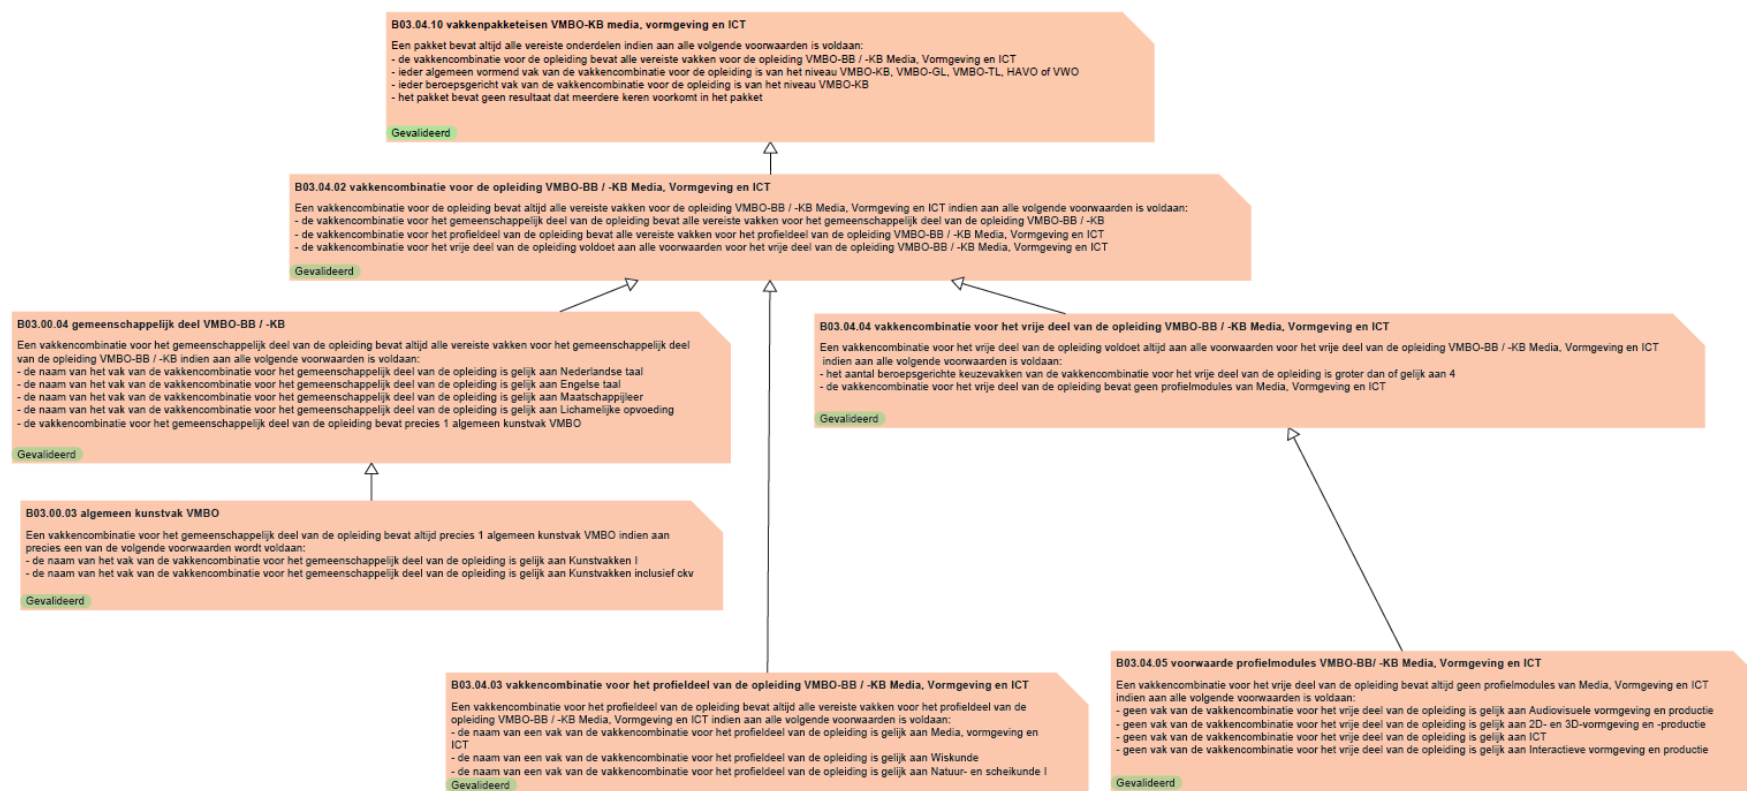 B03.04.10 vakkenpakketeisen VMBO-KB media, vormgeving en ICT
Een pakket bevat altijd alle vereiste onderdelen indien aan alle volgende voorwaarden is voldaan:
- de vakkencombinatie voor de opleiding bevat alle vereiste vakken voor de opleiding VMBO-BB / -KB Media, Vormgeving en ICT
- ieder algemeen vormend vak van de vakkencombinatie voor de opleiding is van het niveau VMBO-KB, VMBO-GL, VMBO-TL, HAVO of VWO
- ieder beroepsgericht vak van de vakkencombinatie voor de opleiding is van het niveau VMBO-KB
- het pakket bevat geen resultaat dat meerdere keren voorkomt in het pakket
Gevalideerd
B03.04.02 vakkencombinatie voor de opleiding VMBO-BB / -KB Media, Vormgeving en ICT
Een vakkencombinatie voor de opleiding bevat altijd alle vereiste vakken voor de opleiding VMBO-BB / -KB Media, Vormgeving en ICT indien aan alle volgende voorwaarden is voldaan:
- de vakkencombinatie voor het gemeenschappelijk deel van de opleiding bevat alle vereiste vakken voor het gemeenschappelijk deel van de opleiding VMBO-BB / -KB
- de vakkencombinatie voor het profieldeel van de opleiding bevat alle vereiste vakken voor het profieldeel van de opleiding VMBO-BB / -KB Media, Vormgeving en ICT
- de vakkencombinatie voor het vrije deel van de opleiding voldoet aan alle voorwaarden voor het vrije deel van de opleiding VMBO-BB / -KB Media, Vormgeving en ICT
Gevalideerd
B03.00.04 gemeenschappelijk deel VMBO-BB / -KB
Een vakkencombinatie voor het gemeenschappelijk deel van de opleiding bevat altijd alle vereiste vakken voor het gemeenschappelijk deel
van de opleiding VMBO-BB / -KB indien aan alle volgende voorwaarden is voldaan:
- de naam van het vak van de vakkencombinatie voor het gemeenschappelijk deel van de opleiding is gelijk aan Nederlandse taal
- de naam van het vak van de vakkencombinatie voor het gemeenschappelijk deel van de opleiding is gelijk aan Engelse taal
- de naam van het vak van de vakkencombinatie voor het gemeenschappelijk deel van de opleiding is gelijk aan Maatschappijleer
- de naam van het vak van de vakkencombinatie voor het gemeenschappelijk deel van de opleiding is gelijk aan Lichamelijke opvoeding
- de vakkencombinatie voor het gemeenschappelijk deel van de opleiding bevat precies 1 algemeen kunstvak VMBO
Gevalideerd
B03.04.04 vakkencombinatie voor het vrije deel van de opleiding VMBO-BB / -KB Media, Vormgeving en ICT
Een vakkencombinatie voor het vrije deel van de opleiding voldoet altijd aan alle voorwaarden voor het vrije deel van de opleiding VMBO-BB / -KB Media, Vormgeving en ICT
indien aan alle volgende voorwaarden is voldaan:
- het aantal beroepsgerichte keuzevakken van de vakkencombinatie voor het vrije deel van de opleiding is groter dan of gelijk aan 4
- de vakkencombinatie voor het vrije deel van de opleiding bevat geen profielmodules van Media, Vormgeving en ICT
Gevalideerd
B03.00.03 algemeen kunstvak VMBO
Een vakkencombinatie voor het gemeenschappelijk deel van de opleiding bevat altijd precies 1 algemeen kunstvak VMBO indien aan
precies een van de volgende voorwaarden wordt voldaan:
- de naam van het vak van de vakkencombinatie voor het gemeenschappelijk deel van de opleiding is gelijk aan Kunstvakken I
- de naam van het vak van de vakkencombinatie voor het gemeenschappelijk deel van de opleiding is gelijk aan Kunstvakken inclusief ckv
Gevalideerd
B03.04.03 vakkencombinatie voor het profieldeel van de opleiding VMBO-BB / -KB Media, Vormgeving en ICT
Een vakkencombinatie voor het profieldeel van de opleiding bevat altijd alle vereiste vakken voor het profieldeel van de
opleiding VMBO-BB / -KB Media, Vormgeving en ICT indien aan alle volgende voorwaarden is voldaan:
- de naam van een vak van de vakkencombinatie voor het profieldeel van de opleiding is gelijk aan Media, vormgeving en
ICT
- de naam van een vak van de vakkencombinatie voor het profieldeel van de opleiding is gelijk aan Wiskunde
- de naam van een vak van de vakkencombinatie voor het profieldeel van de opleiding is gelijk aan Natuur- en scheikunde I
Gevalideerd
B03.04.05 voorwaarde profielmodules VMBO-BB/ -KB Media, Vormgeving en ICT
Een vakkencombinatie voor het vrije deel van de opleiding bevat altijd geen profielmodules van Media, Vormgeving en ICT
indien aan alle volgende voorwaarden is voldaan:
- geen vak van de vakkencombinatie voor het vrije deel van de opleiding is gelijk aan Audiovisuele vormgeving en productie
- geen vak van de vakkencombinatie voor het vrije deel van de opleiding is gelijk aan 2D- en 3D-vormgeving en -productie
- geen vak van de vakkencombinatie voor het vrije deel van de opleiding is gelijk aan ICT
- geen vak van de vakkencombinatie voor het vrije deel van de opleiding is gelijk aan Interactieve vormgeving en productie
Gevalideerd